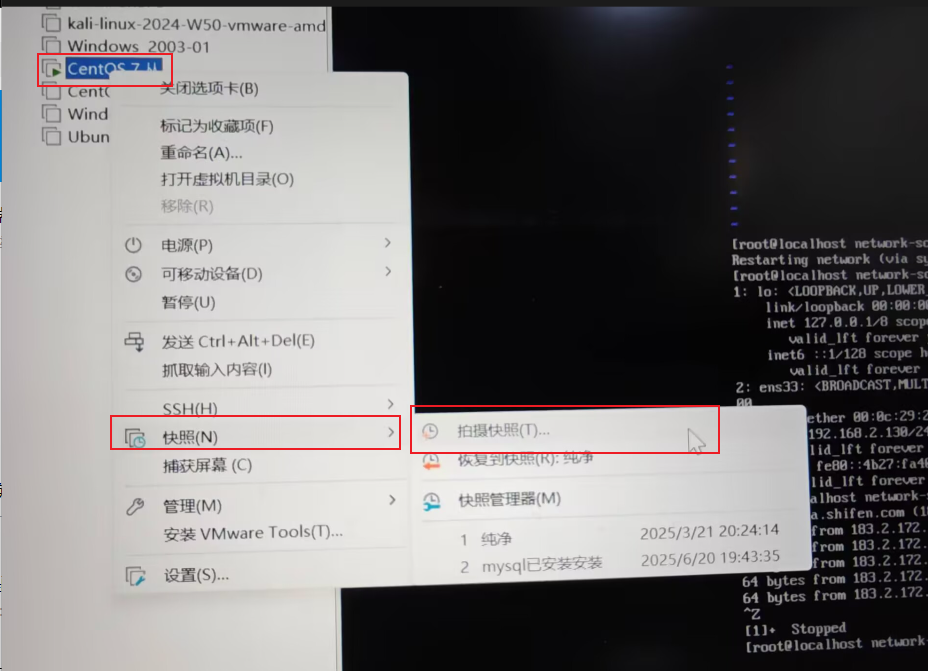 kali-linux-2024-W50-vmware-amd
Windows 2003-01
CentOS 7
Cent
Wind
Ubun
关闭选项卡(B)
标记为收藏项(F)
重命名(A)...
打开虚拟机目录(O)
移除(R)
电源(P)
可移动设备(D)
暂停(U)
发送 Ctrl+Alt+Del(E)
抓取输入内容(I)
SSH(H)
快照(N)
捕获屏幕 (C)
管理(M)
安装 VMware Tools(T)...
设置(S)...
拍摄快照(T)...
恢复到快照(R): 纯净
快照管理器(M)
1 纯净 2025/3/21 20:24:14
2 mysql已安装安装 2025/6/20 19:43:35
[root@localhost network-sc
Restarting network (via sy
[root@localhost network-sc
1: lo: <LOOPBACK,UP,LOWER_
link/loopback 00:00:00
inet 127.0.0.1/8 scop
valid_lft forever
inet6 ::1/128 scope h
valid_lft forever
2: ens33: <BROADCAST,MULT
00
ether 00:0c:29:2
192.168.2.130/24
lid_lft forever
fe80::4b27:fa40
lid_lft forever
alhost network-
a.shifen.com (1
from 183.2.172.
from 183.2.172.
from 183.2.172.
64 bytes from 183.2.172.
64 bytes from 183.2.172.
^Z
[1]+ Stopped
[root@localhost network-